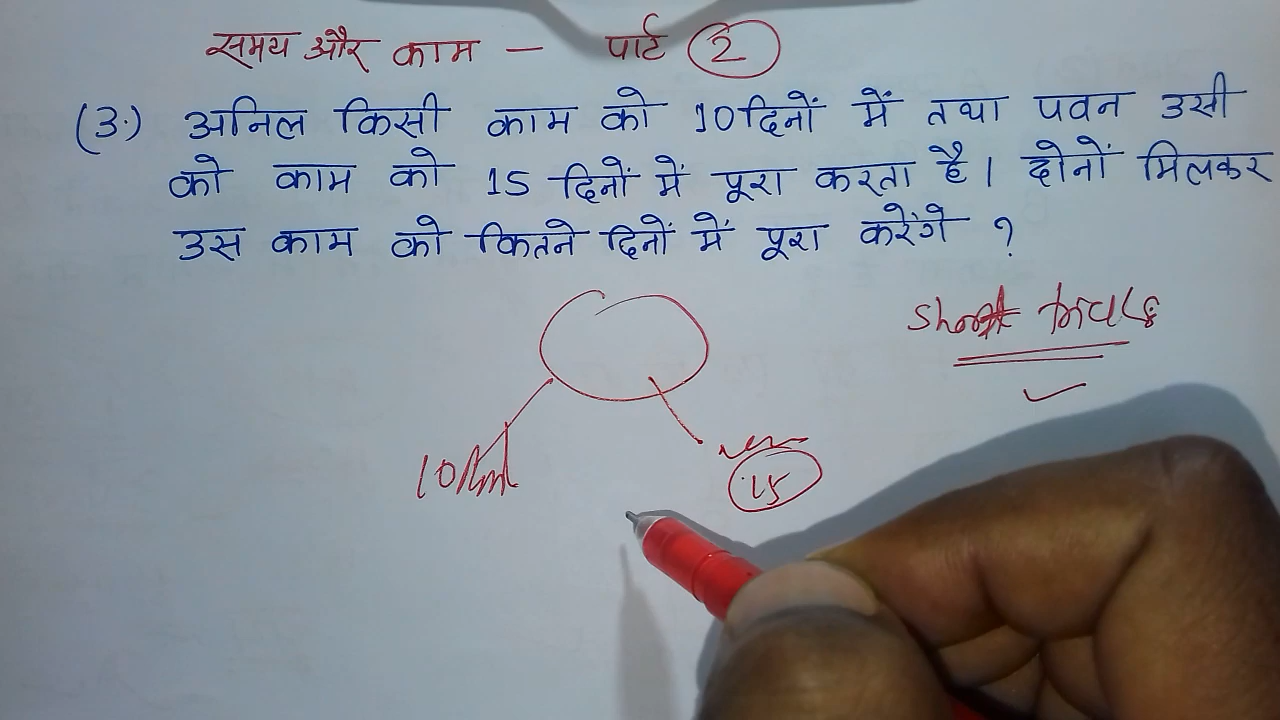 समय और काम — पार्ट 2
(3.) अनिल किसी काम को 10 दिनों में तथा पवन उसी
को काम को 15 दिनों में पूरा करता है। दोनों मिलकर
उस काम को कितने दिनों में पूरा करेंगे ?
Short tricks
10
15